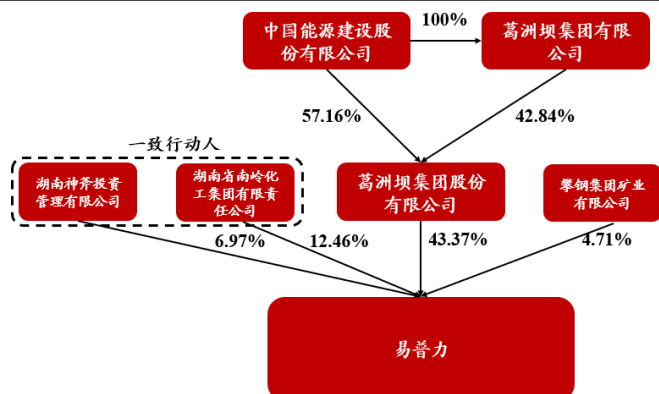 中国能源建设股
份有限公司
100%
葛洲坝集团有限
公司
57.16%
42.84%
一致行动人
湖南神斧投资
管理有限公司
湖南省南岭化
工集团有限责
任公司
葛洲坝集团股份
有限公司
攀钢集团矿业
有限公司
6.97%
12.46%
43.37%
4.71%
易普力